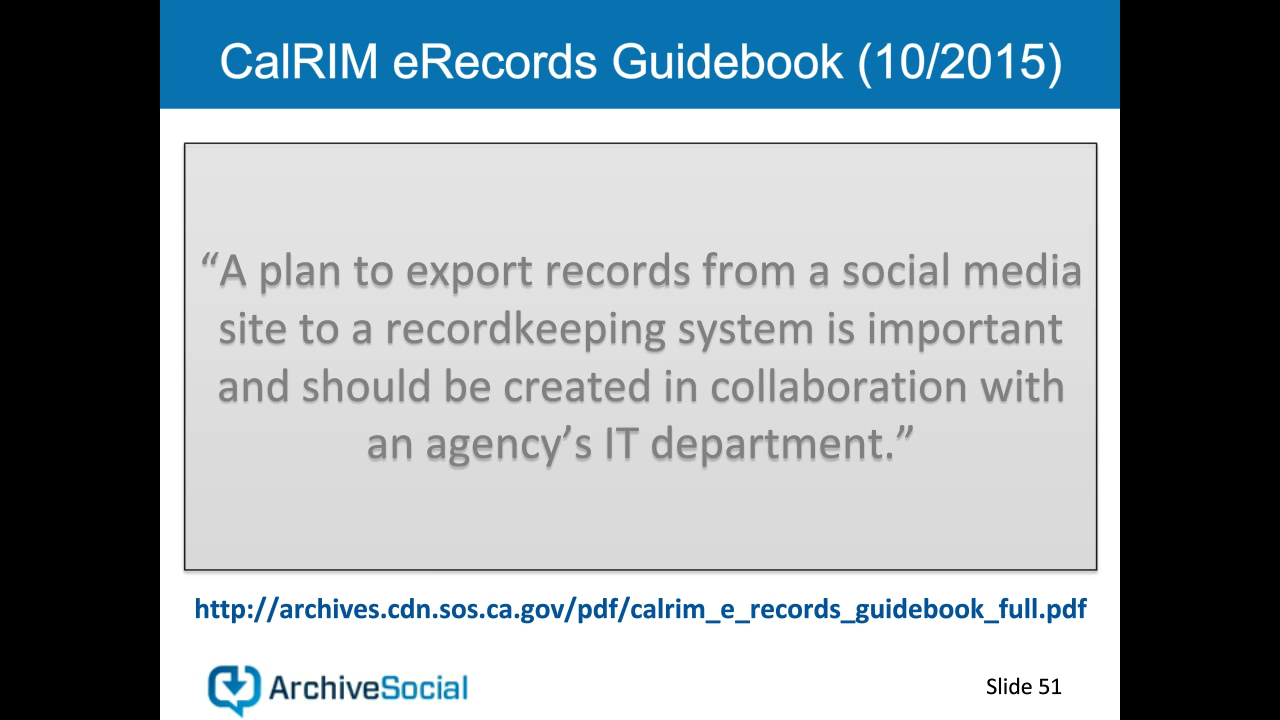 CalRIM eRecords Guidebook (10/2015)
“A plan to export records from a social media
site to a recordkeeping system is important
and should be created in collaboration with
an agency’s IT department.”
http://archives.cdn.sos.ca.gov/pdf/calrim_e_records_guidebook_full.pdf
ArchiveSocial
Slide 51